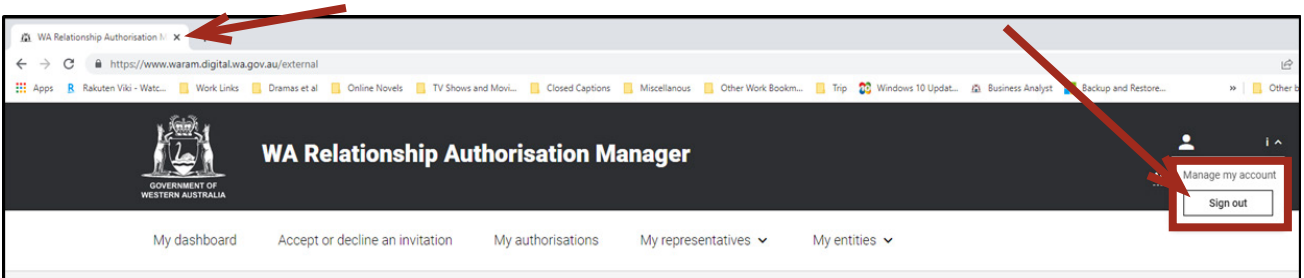 WA Relationship Authorisation M
https://www.waram.digital.wa.gov.au/external
Apps Rakuten Viki - Watc... Work Links Dramas et al Online Novels TV Shows and Movi... Closed Captions Miscellanous Other Work Bookm... Trip Windows 10 Updat... Business Analyst Backup and Restore... » Other b
GOVERNMENT OF
WESTERN AUSTRALIA
WA Relationship Authorisation Manager
i
Manage my account
Sign out
My dashboard Accept or decline an invitation My authorisations My representatives My entities